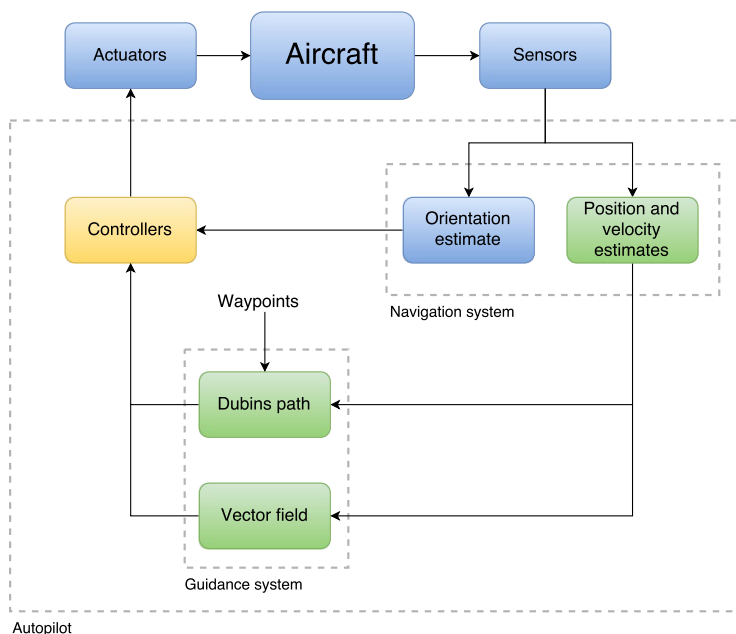 Actuators
Aircraft
Sensors
Controllers
Orientation
estimate
Position and
velocity
estimates
Waypoints
Navigation system
Dubins path
Vector field
Guidance system
Autopilot